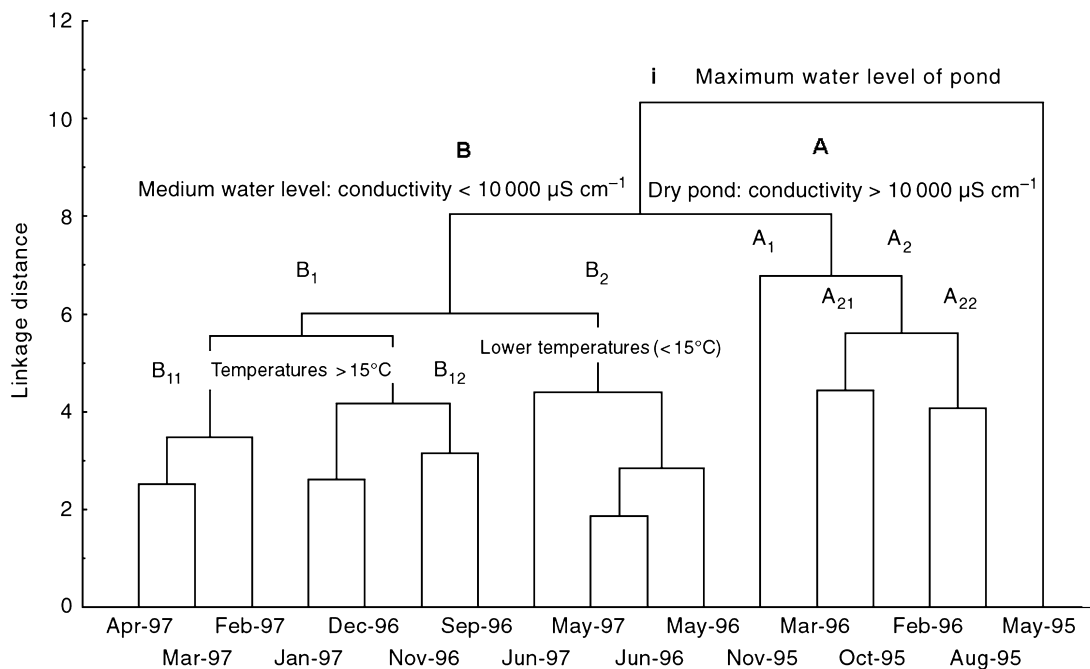 12
10
8
6
4
2
0
Linkage distance
i Maximum water level of pond
B
A
Medium water level: conductivity < 10 000 µS cm⁻¹
Dry pond: conductivity > 10 000 µS cm⁻¹
A₁
A₂
B₁
B₂
A₂₁
A₂₂
Lower temperatures (< 15°C)
B₁₁
Temperatures > 15°C
B₁₂
Apr-97 Feb-97 Dec-96 Sep-96 May-97 May-96 Mar-96 Feb-96 May-95
Mar-97 Jan-97 Nov-96 Jun-97 Jun-96 Nov-95 Oct-95 Aug-95